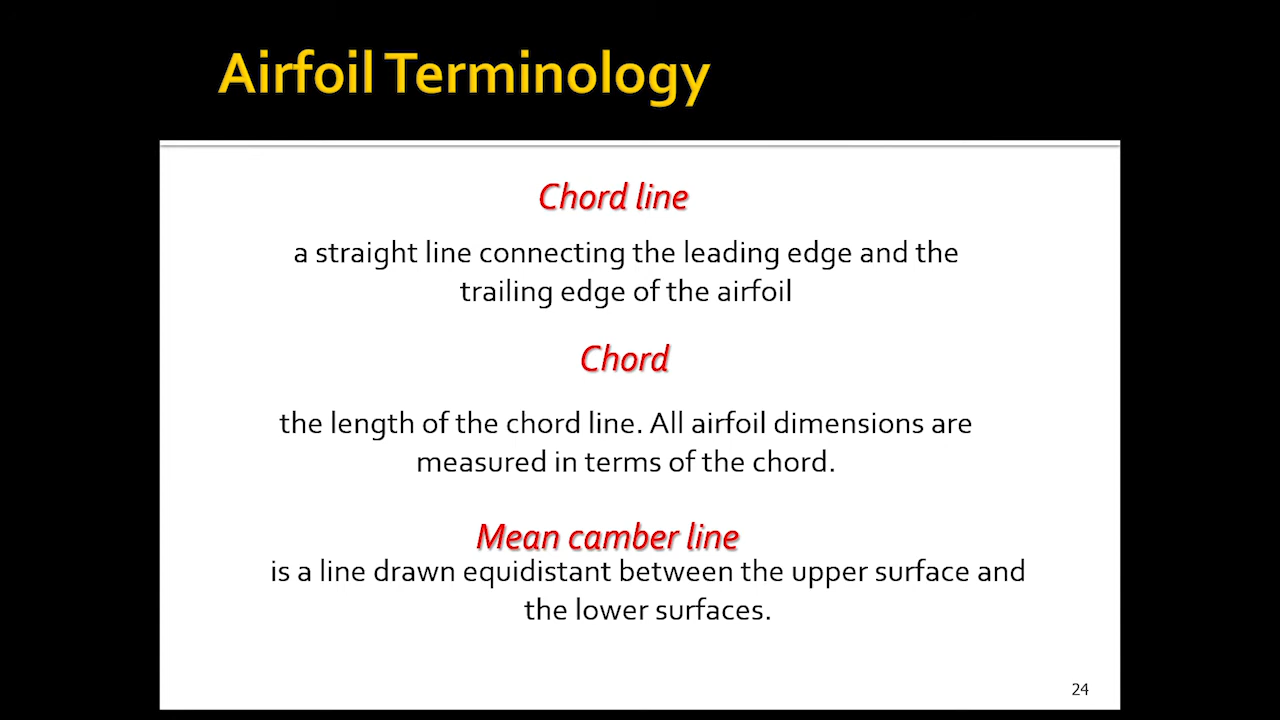 Airfoil Terminology
Chord line
a straight line connecting the leading edge and the
trailing edge of the airfoil
Chord
the length of the chord line. All airfoil dimensions are
measured in terms of the chord.
Mean camber line
is a line drawn equidistant between the upper surface and
the lower surfaces.
24